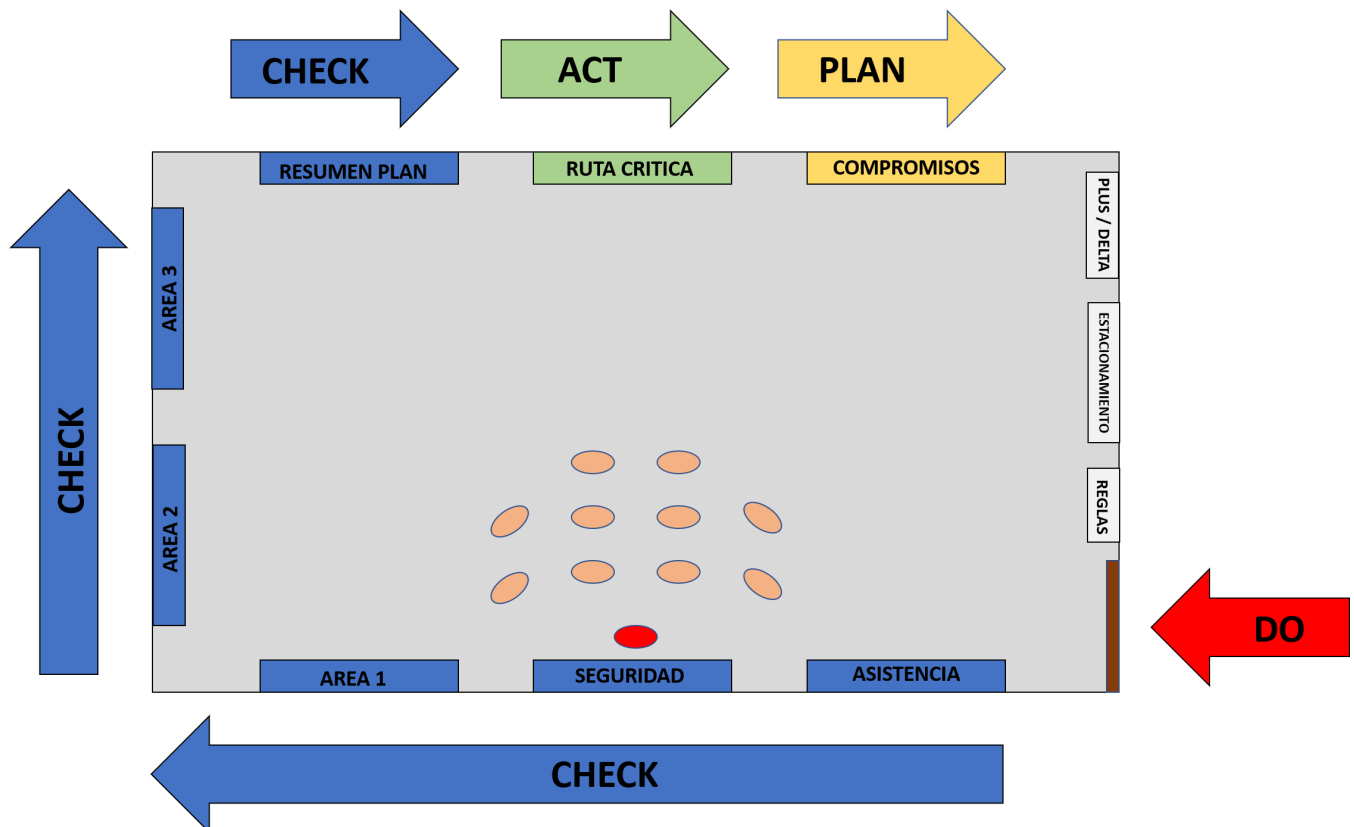 CHECK
ACT
PLAN
RESUMEN PLAN
RUTA CRITICA
COMPROMISOS
PLUS / DELTA
AREA 3
ESTACIONAMIENTO
CHECK
AREA 2
REGLAS
DO
AREA 1
SEGURIDAD
ASISTENCIA
CHECK